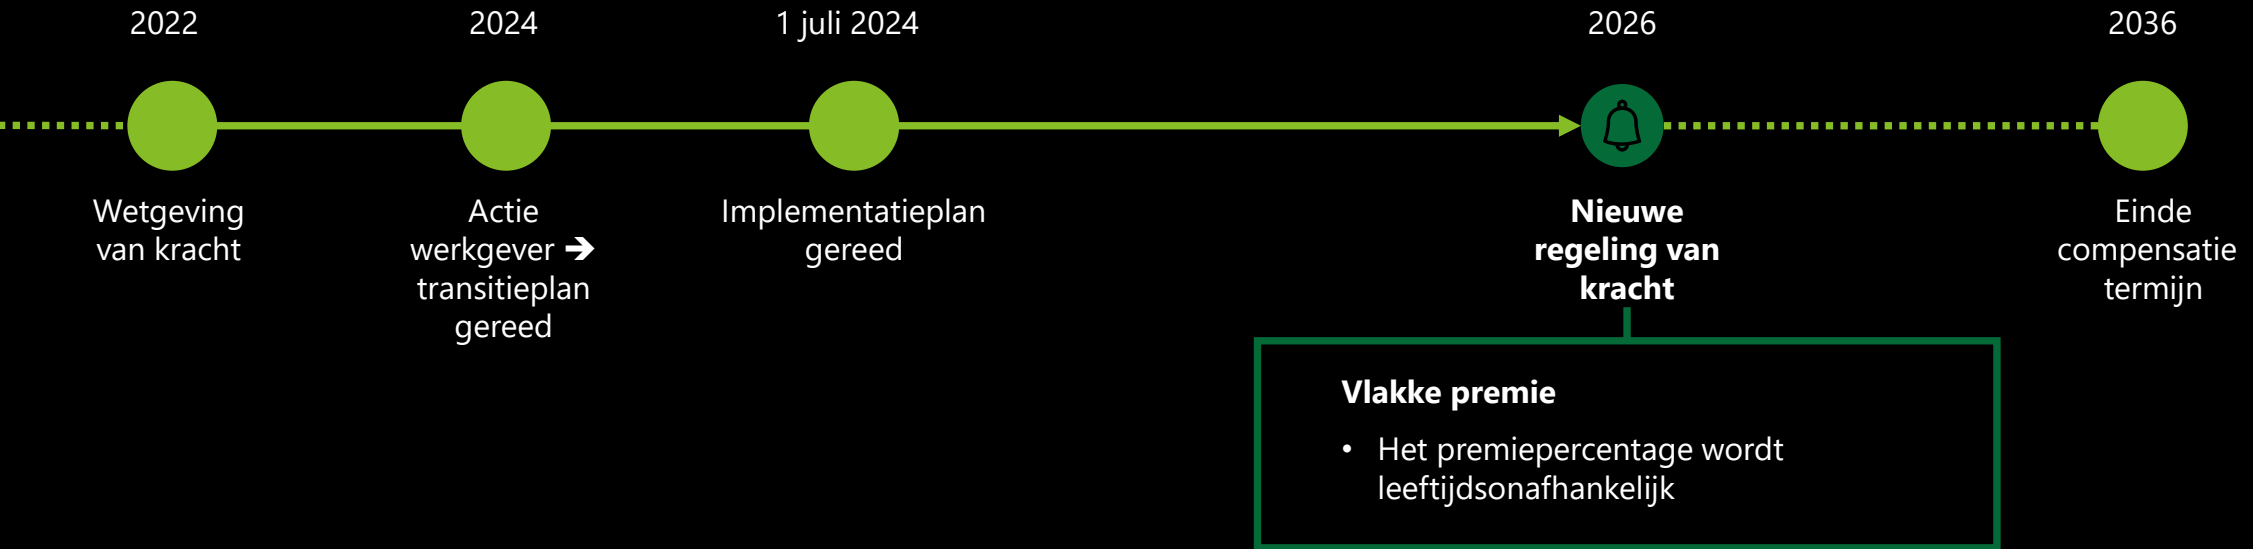 2022
2024
1 juli 2024
2026
2036
Wetgeving
van kracht
Actie
werkgever ➔
transitieplan
gereed
Implementatieplan
gereed
Nieuwe
regeling van
kracht
Einde
compensatie
termijn
Vlakke premie
• Het premiepercentage wordt
leeftijdsonafhankelijk